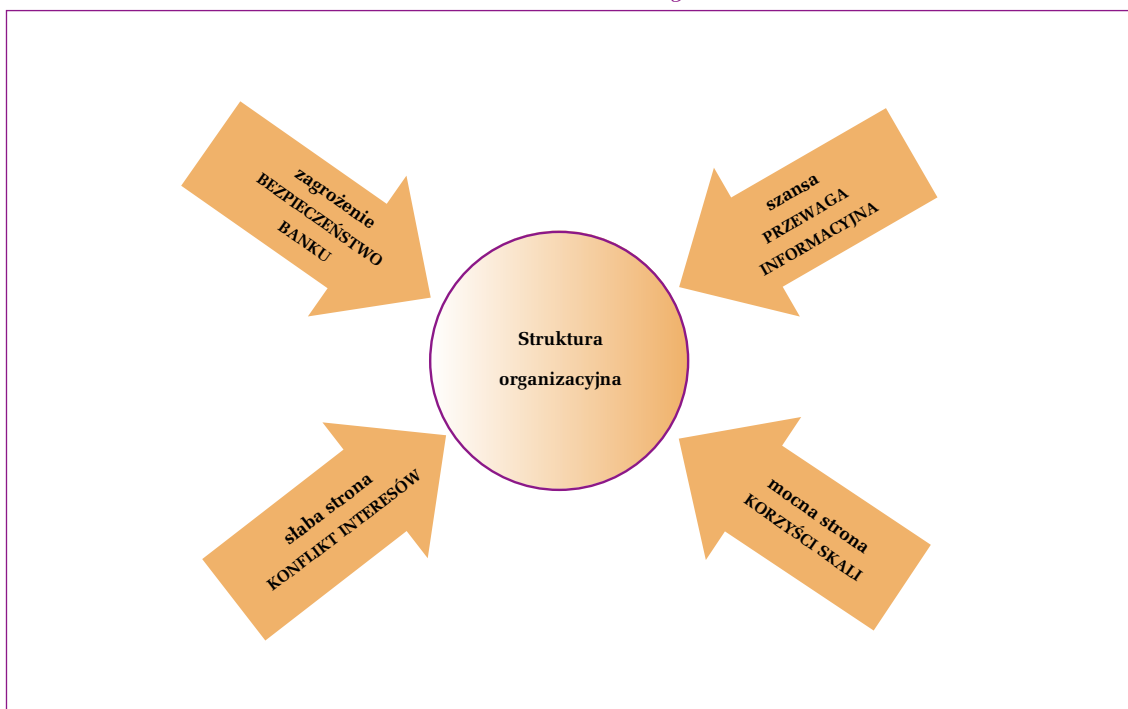 zagrożenie
BEZPIECZEŃSTWO
BANKU
szansa
PRZEWAGA
INFORMACYJNA
Struktura
organizacyjna
słaba strona
KONFLIKT INTERESÓW
mocna strona
KORZYŚCI SKALI